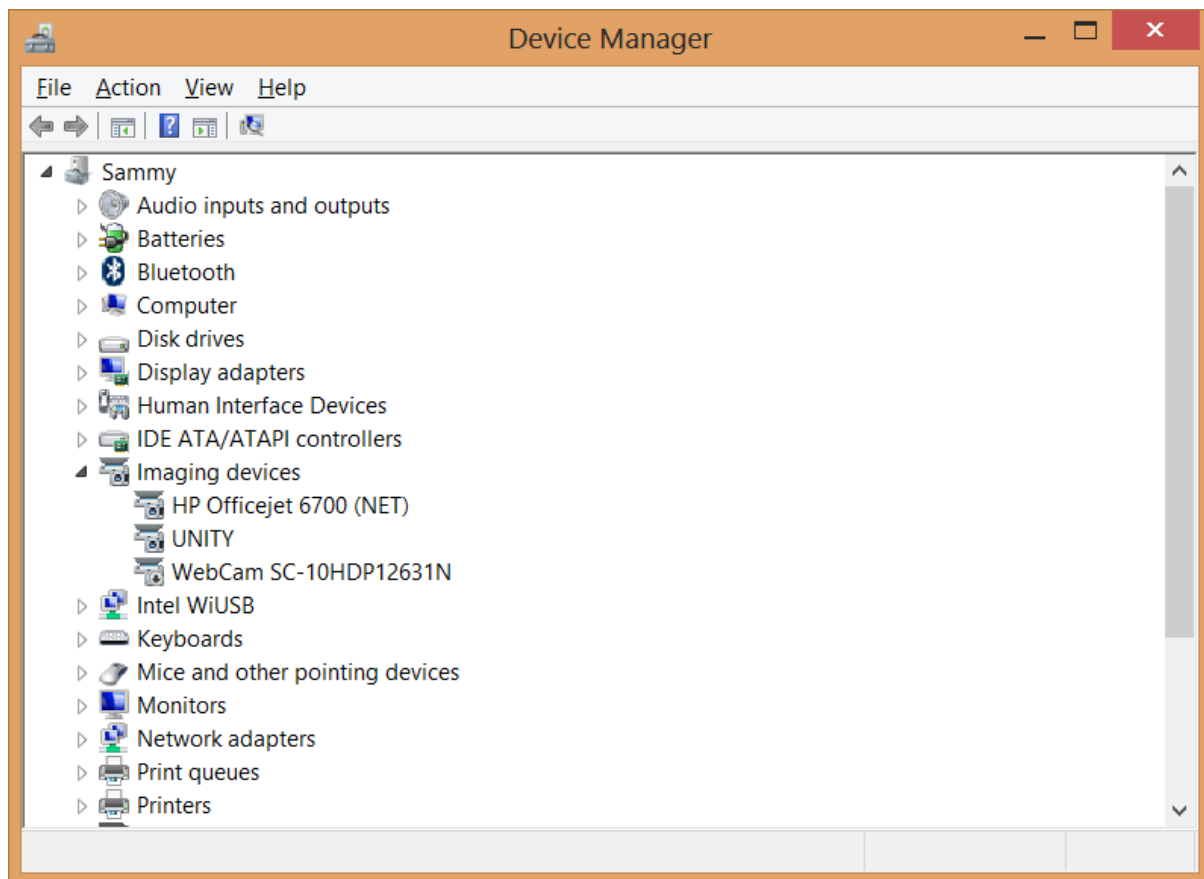 Device Manager
File Action View Help
Sammy
Audio inputs and outputs
Batteries
Bluetooth
Computer
Disk drives
Display adapters
Human Interface Devices
IDE ATA/ATAPI controllers
Imaging devices
HP Officejet 6700 (NET)
UNITY
WebCam SC-10HDP12631N
Intel WiUSB
Keyboards
Mice and other pointing devices
Monitors
Network adapters
Print queues
Printers